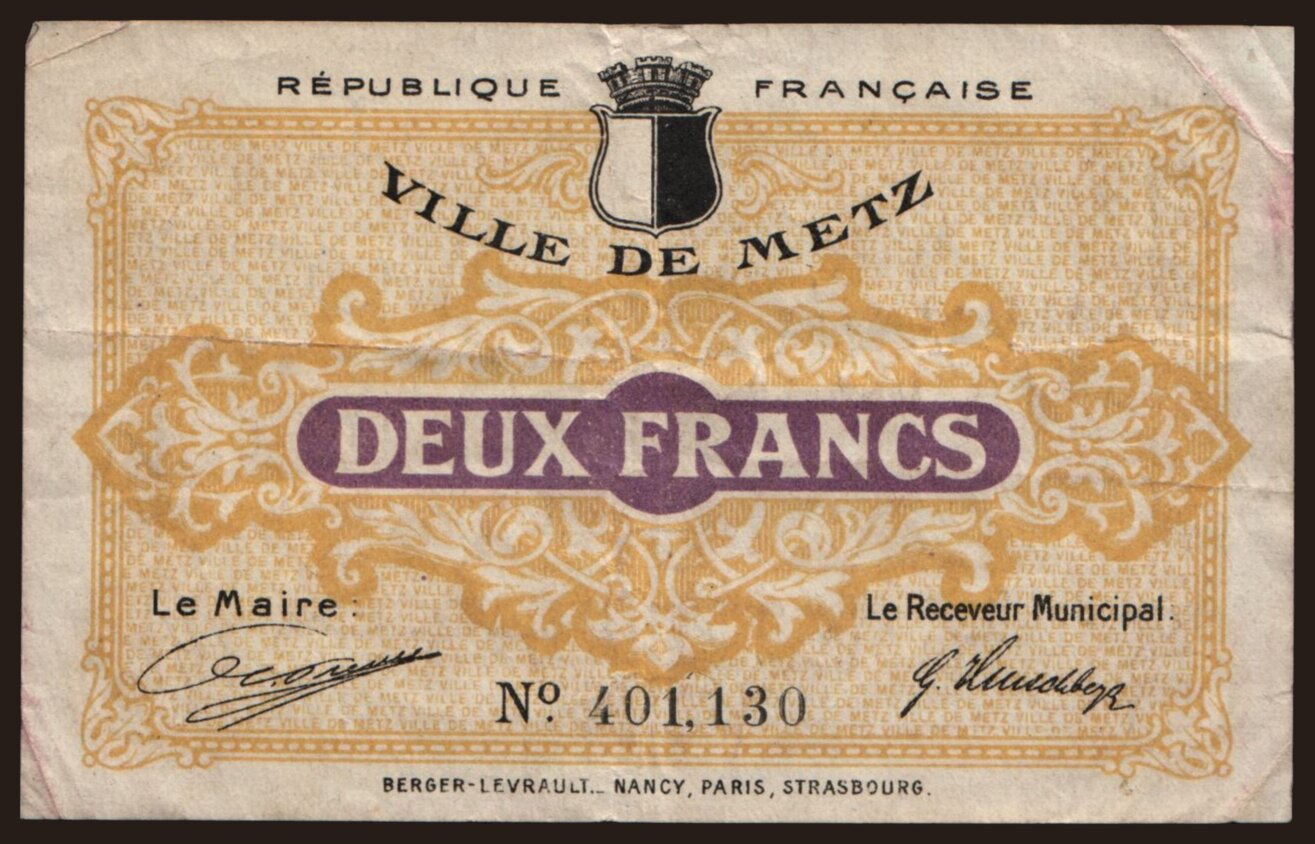 RÉPUBLIQUE FRANÇAISE
VILLE DE METZ
DEUX FRANCS
Le Maire:
Le Receveur Municipal.
Nº. 401,130
BERGER-LEVRAULT._ NANCY, PARIS, STRASBOURG.